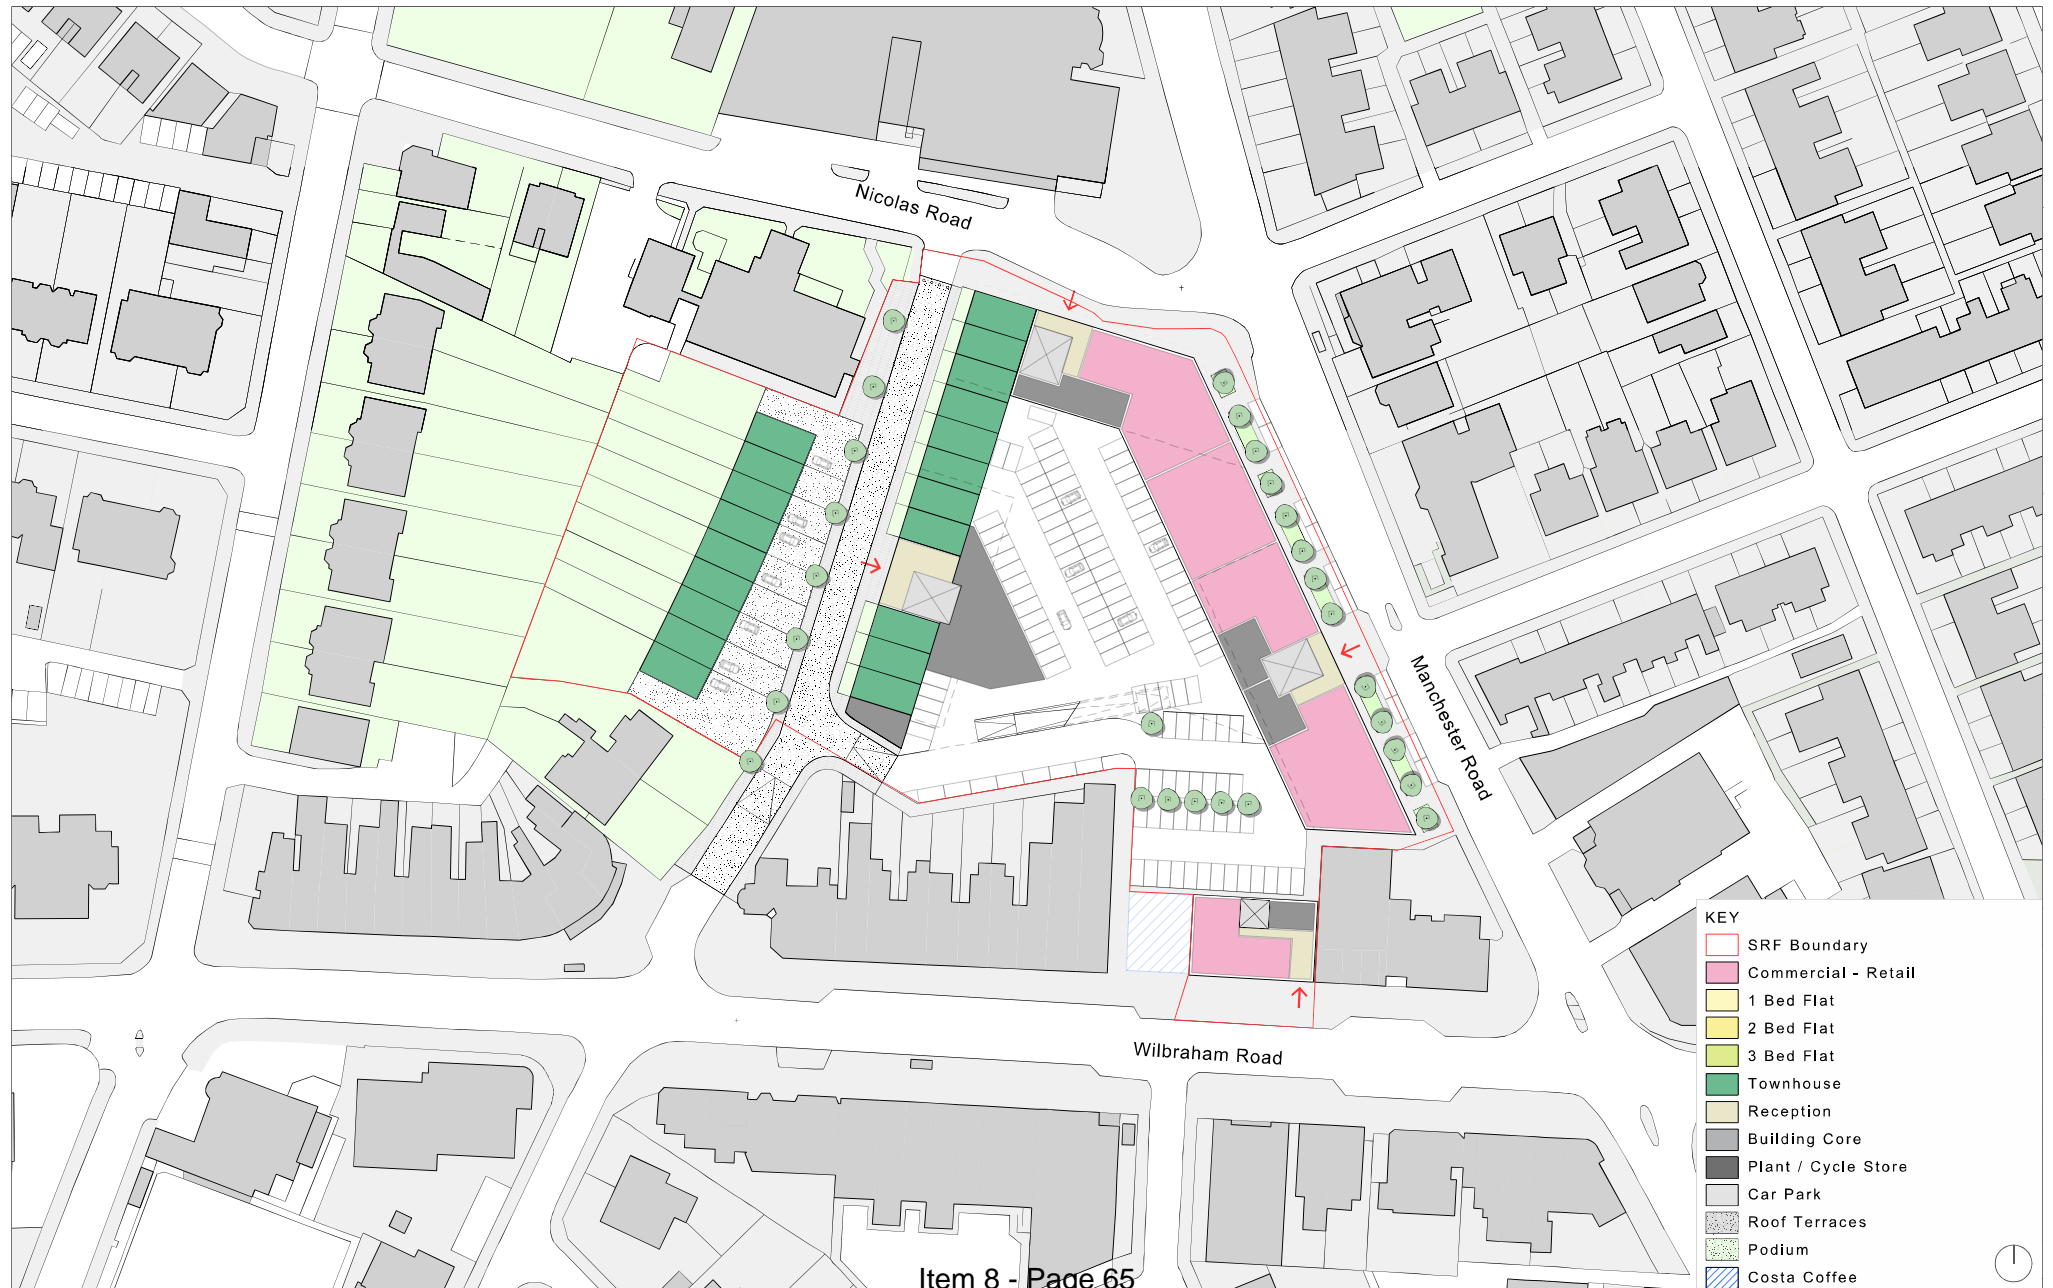 Nicolas Road
Manchester Road
Wilbraham Road
KEY
SRF Boundary
Commercial - Retail
1 Bed Flat
2 Bed Flat
3 Bed Flat
Townhouse
Reception
Building Core
Plant / Cycle Store
Car Park
Roof Terraces
Podium
Costa Coffee
Item 8 - Page 65